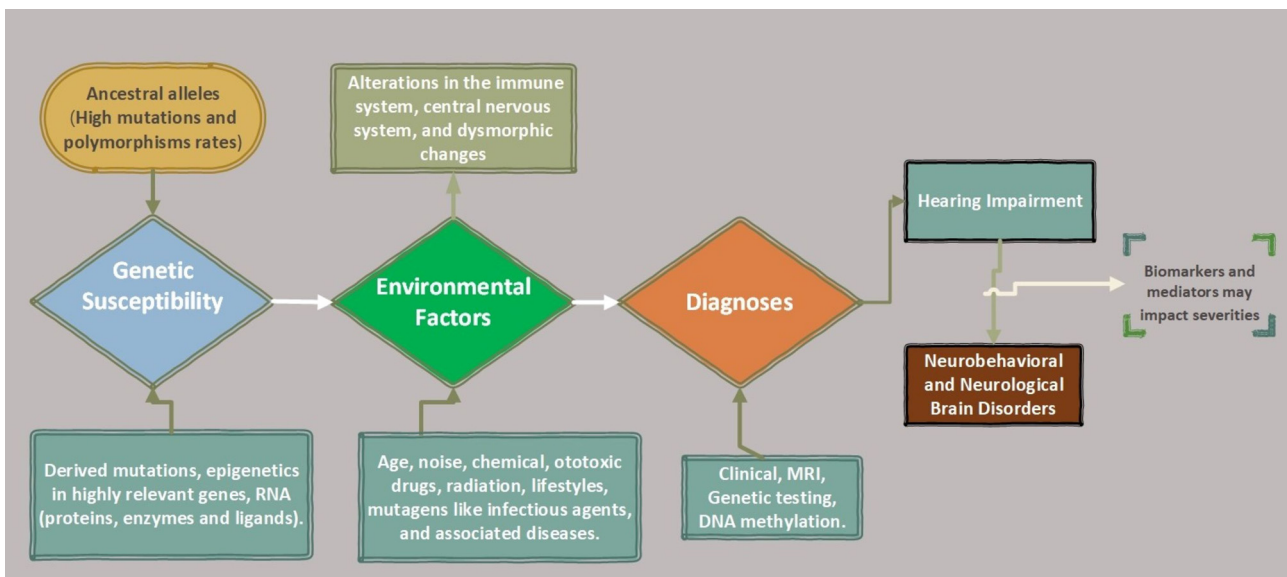 Ancestral alleles
(High mutations and
polymorphisms rates)
Alterations in the immune
system, central nervous
system, and dysmorphic
changes
Genetic
Susceptibility
Environmental
Factors
Diagnoses
Hearing Impairment
Biomarkers and
mediators may
impact severities
Neurobehavioral
and Neurological
Brain Disorders
Derived mutations, epigenetics
in highly relevant genes, RNA
(proteins, enzymes and ligands).
Age, noise, chemical, ototoxic
drugs, radiation, lifestyles,
mutagens like infectious agents,
and associated diseases.
Clinical, MRI,
Genetic testing,
DNA methylation.